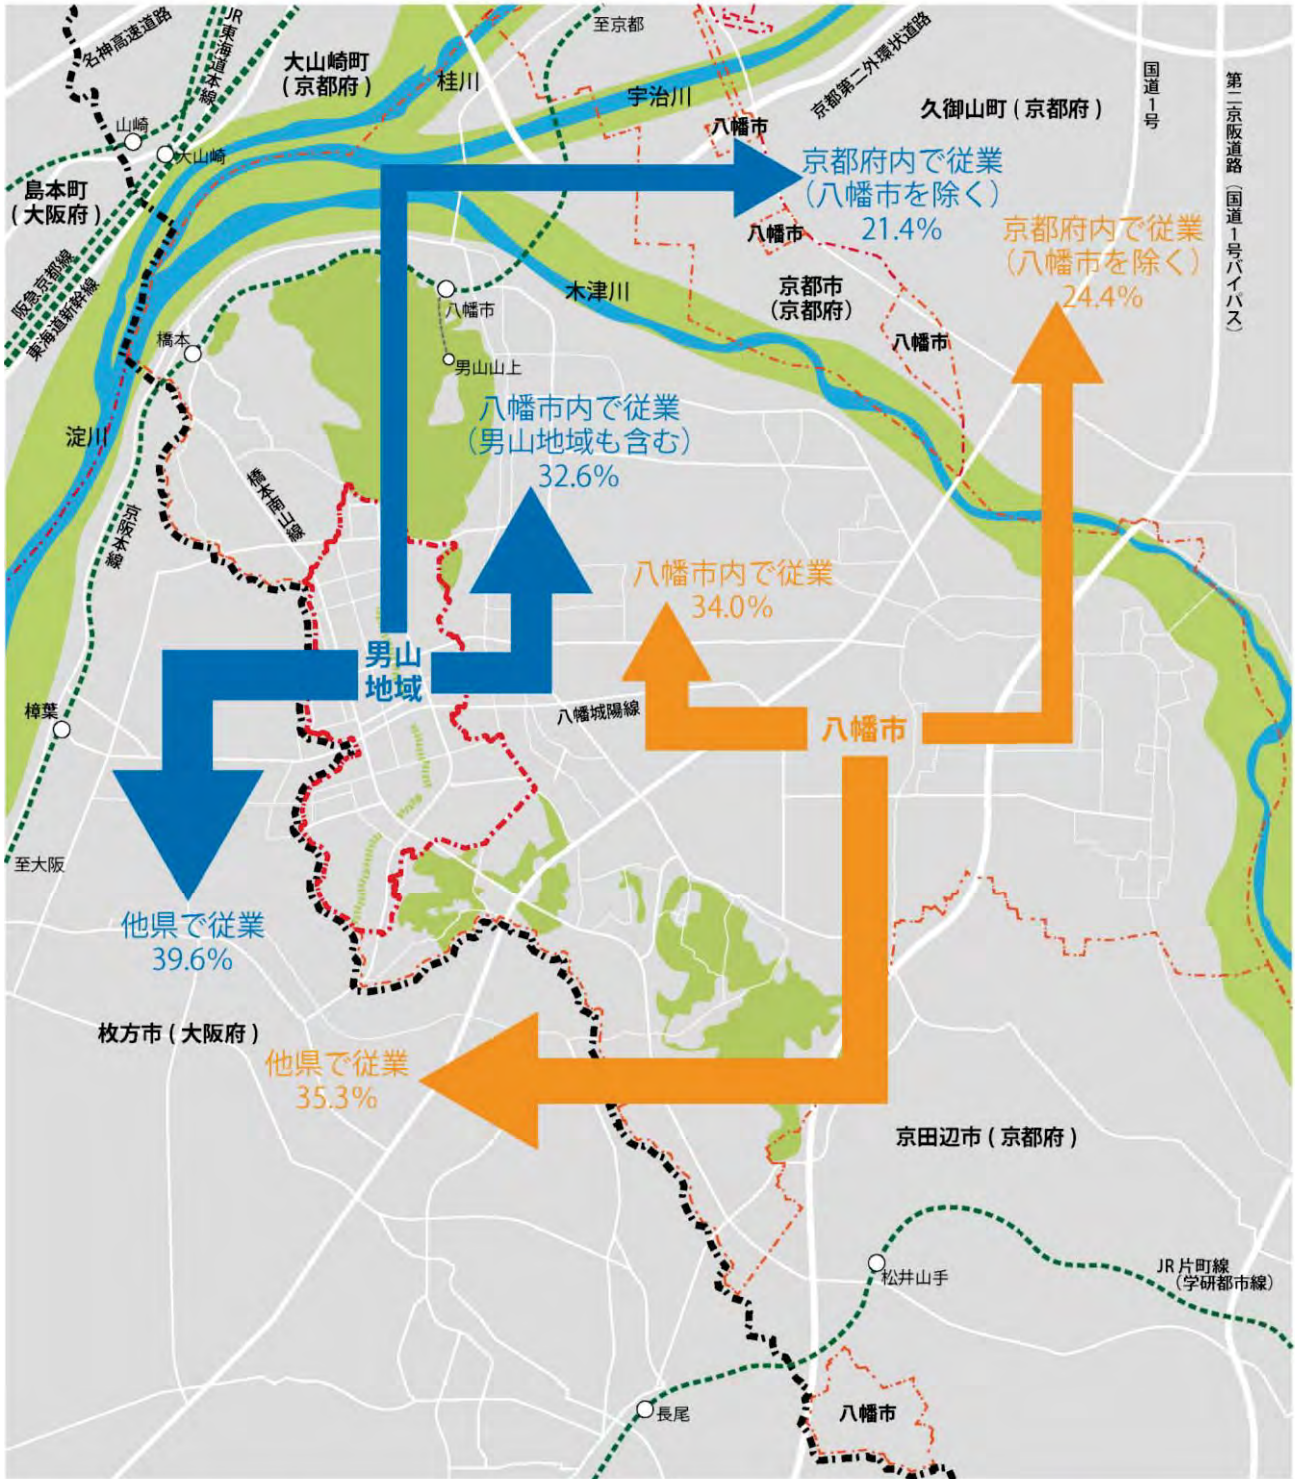 名神高速道路
JR東海道本線
大山崎町
(京都府)
桂川
至京都
宇治川
京都第二外環状道路
久御山町(京都府)
国道1号
第二京阪道路(国道1号バイパス)
山崎
大山崎
八幡市
京都府内で従業
(八幡市を除く)
21.4%
島本町
(大阪府)
八幡市
京都府内で従業
(八幡市を除く)
24.4%
阪急京都線
東海道新幹線
木津川
京都市
(京都府)
八幡市
八幡市
橋本
男山山上
淀川
八幡市内で従業
(男山地域も含む)
32.6%
橋本南山線
京阪本線
八幡市内で従業
34.0%
男山
地域
樟葉
八幡城陽線
八幡市
至大阪
他県で従業
39.6%
枚方市(大阪府)
他県で従業
35.3%
京田辺市(京都府)
松井山手
JR片町線
(学研都市線)
長尾
八幡市